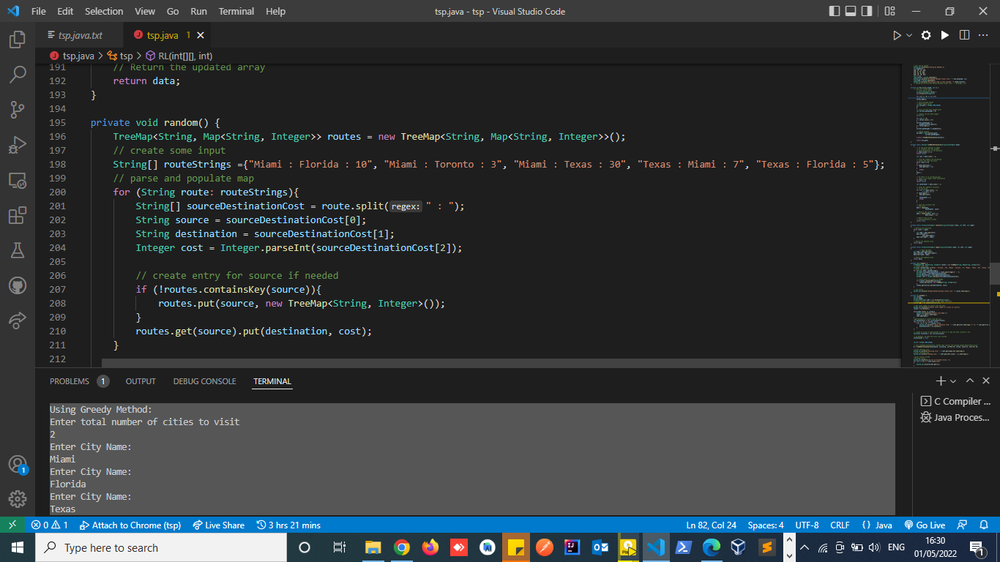 File Edit Selection View Go Run Terminal Help
tsp.java - tsp - Visual Studio Code
tsp.java.txt
tsp.java 1
tsp.java > tsp > RL(int[][], int)
191 // Return the updated array
192 return data;
193 }
194
195 private void random() {
196 TreeMap<String, Map<String, Integer>> routes = new TreeMap<String, Map<String, Integer>>();
197 // create some input
198 String[] routeStrings ={"Miami : Florida : 10", "Miami : Toronto : 3", "Miami : Texas : 30", "Texas : Miami : 7", "Texas : Florida : 5"};
199 // parse and populate map
200 for (String route: routeStrings){
201 String[] sourceDestinationCost = route.split(regex: " : ");
202 String source = sourceDestinationCost[0];
203 String destination = sourceDestinationCost[1];
204 Integer cost = Integer.parseInt(sourceDestinationCost[2]);
205
206 // create entry for source if needed
207 if (!routes.containsKey(source)){
208 routes.put(source, new TreeMap<String, Integer>());
209 }
210 routes.get(source).put(destination, cost);
211 }
212
PROBLEMS 1 OUTPUT DEBUG CONSOLE TERMINAL
Using Greedy Method:
Enter total number of cities to visit
2
Enter City Name:
Miami
Enter City Name:
Florida
Enter City Name:
Texas
C Compiler ...
Java Proces...
1
0 1 Attach to Chrome (tsp) Live Share 3 hrs 21 mins
Ln 82, Col 24 Spaces: 4 UTF-8 CRLF {} Java Go Live
Type here to search
ENG
16:30
01/05/2022
1